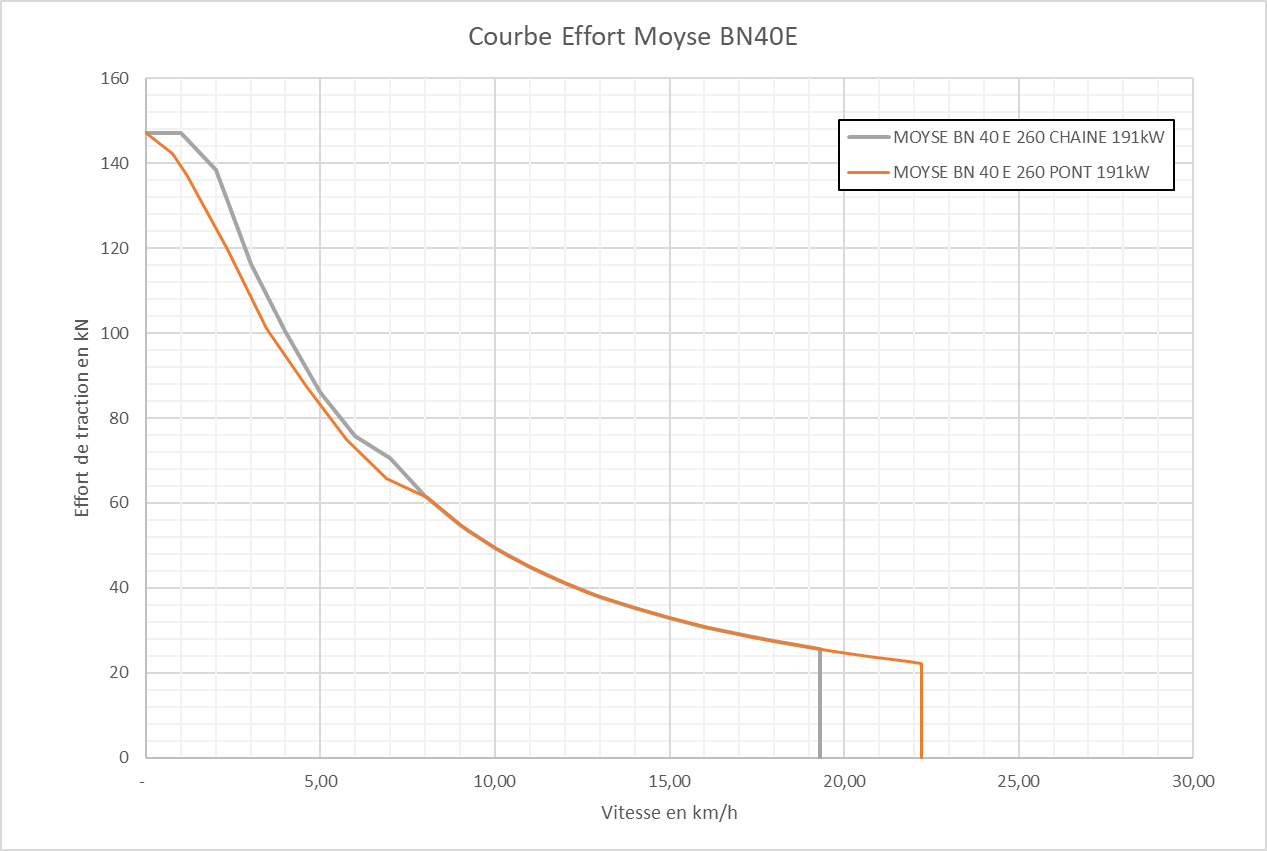 Courbe Effort Moyse BN40E
160
140
120
100
80
60
40
20
0
Effort de traction en kN
MOYSE BN 40 E 260 CHAINE 191kW
MOYSE BN 40 E 260 PONT 191kW
- 5,00 10,00 15,00 20,00 25,00 30,00
Vitesse en km/h